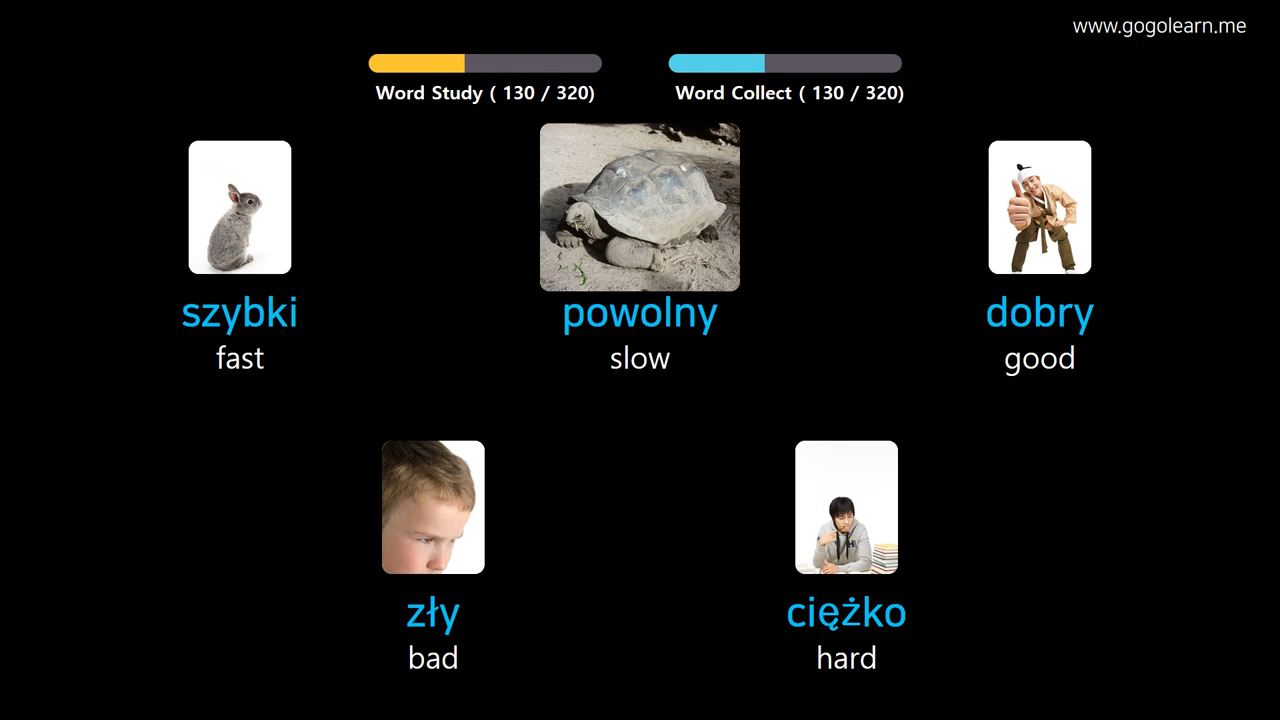 www.gogolearn.me
Word Study ( 130 / 320)
Word Collect ( 130 / 320)
szybki
fast
powolny
slow
dobry
good
zły
bad
ciężko
hard